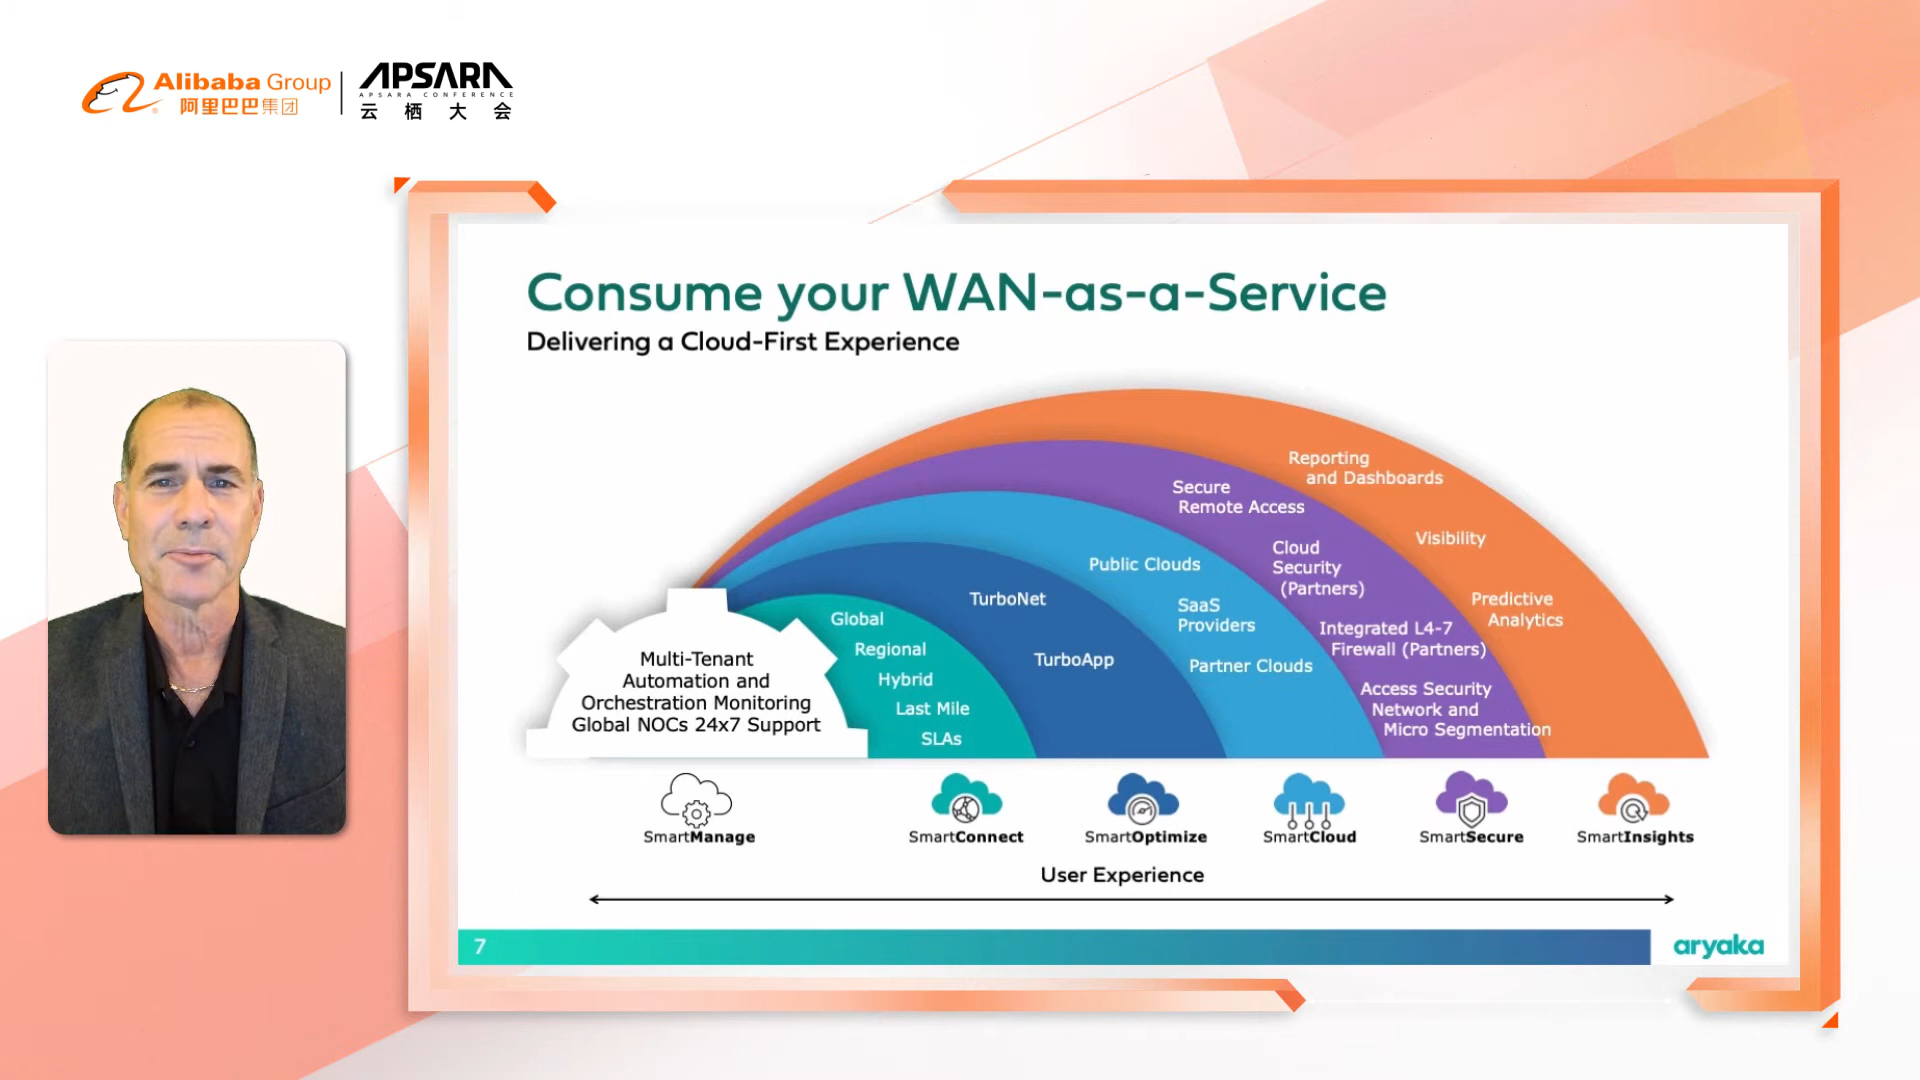 Alibaba Group
阿里巴巴集团
APSARA
APSARA CONFERENCE
云栖大会
Consume your WAN-as-a-Service
Delivering a Cloud-First Experience
Reporting
and Dashboards
Visibility
Predictive
Analytics
Secure
Remote Access
Cloud
Security
(Partners)
Integrated L4-7
Firewall (Partners)
Access Security
Network and
Micro Segmentation
Public Clouds
SaaS
Providers
Partner Clouds
TurboNet
TurboApp
Global
Regional
Hybrid
Last Mile
SLAs
Multi-Tenant
Automation and
Orchestration Monitoring
Global NOCs 24x7 Support
SmartManage
SmartConnect
SmartOptimize
SmartCloud
SmartSecure
SmartInsights
User Experience
7
aryaka